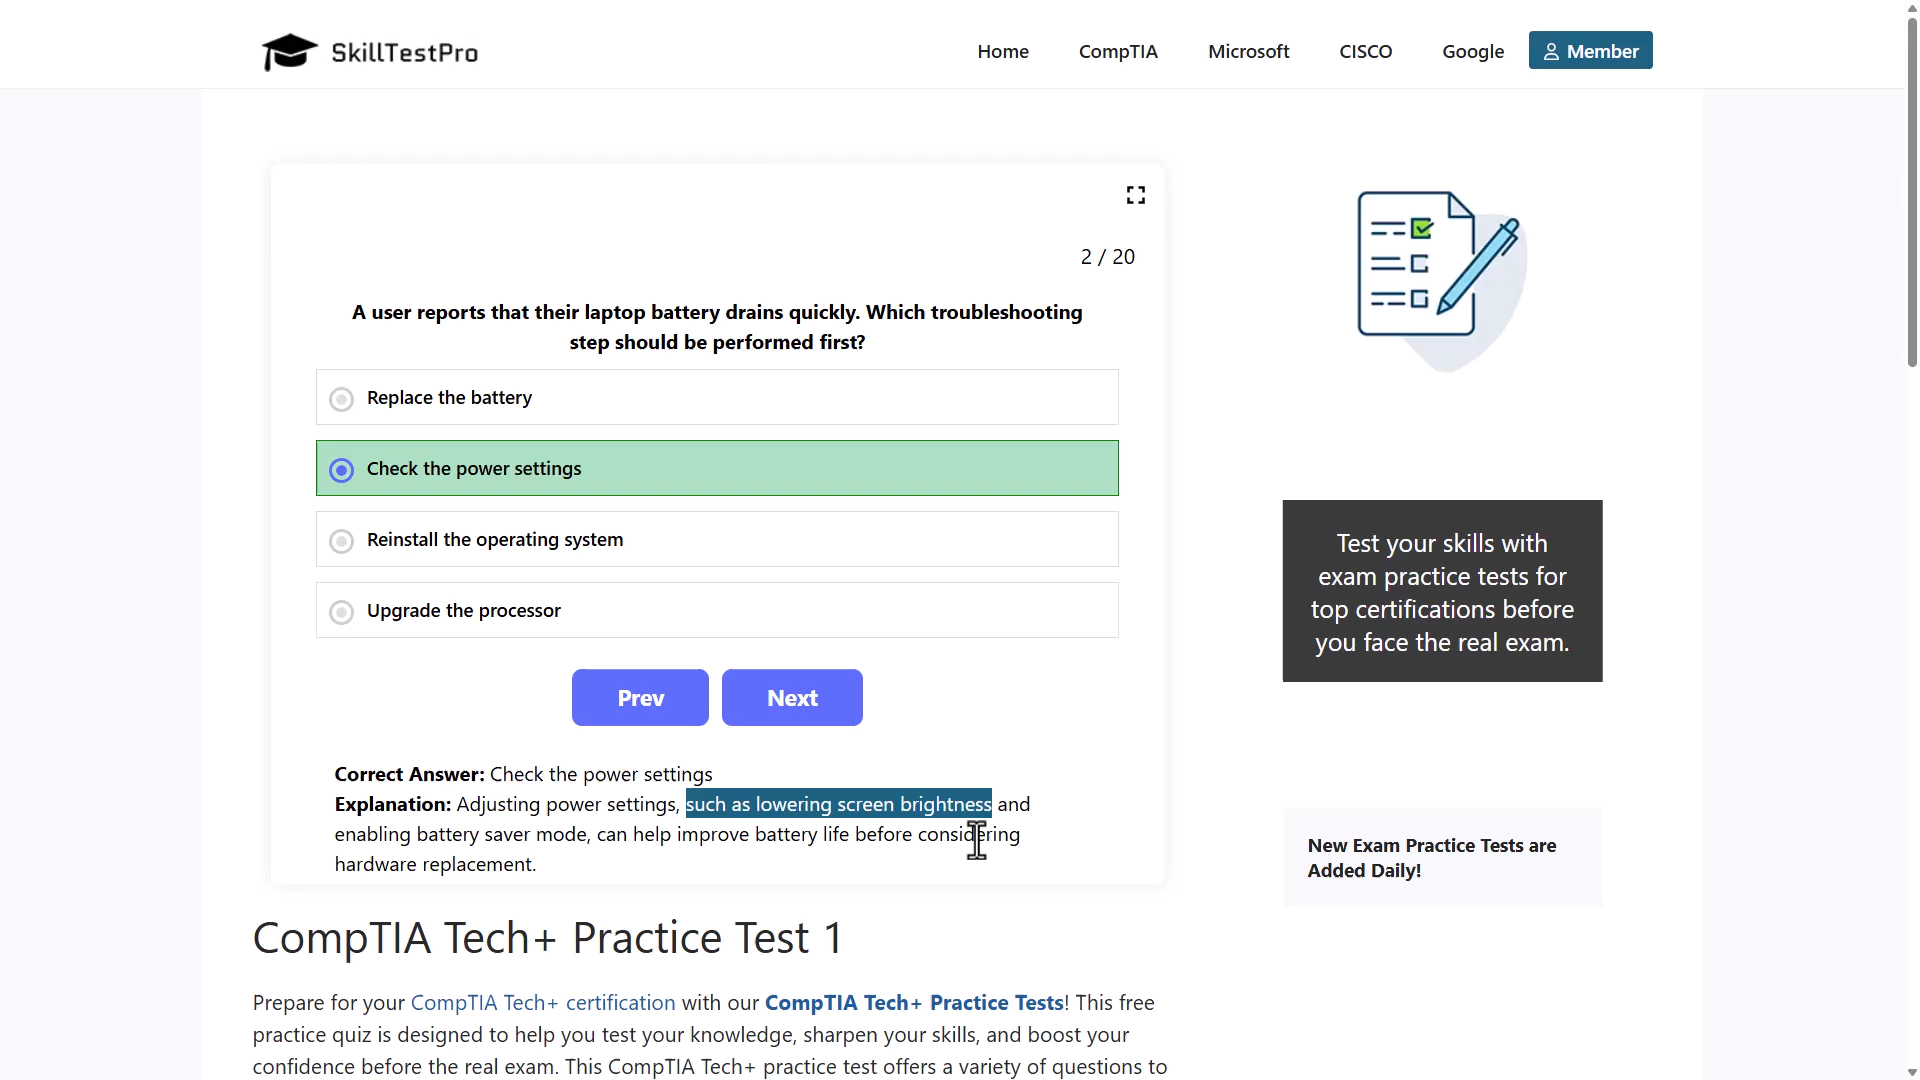 SkillTestPro
Home CompTIA Microsoft CISCO Google Member
2 / 20
A user reports that their laptop battery drains quickly. Which troubleshooting
step should be performed first?
Replace the battery
Check the power settings
Reinstall the operating system
Upgrade the processor
Prev Next
Correct Answer: Check the power settings
Explanation: Adjusting power settings, such as lowering screen brightness and
enabling battery saver mode, can help improve battery life before considering
hardware replacement.
Test your skills with
exam practice tests for
top certifications before
you face the real exam.
New Exam Practice Tests are
Added Daily!
CompTIA Tech+ Practice Test 1
Prepare for your CompTIA Tech+ certification with our CompTIA Tech+ Practice Tests! This free
practice quiz is designed to help you test your knowledge, sharpen your skills, and boost your
confidence before the real exam. This CompTIA Tech+ practice test offers a variety of questions to